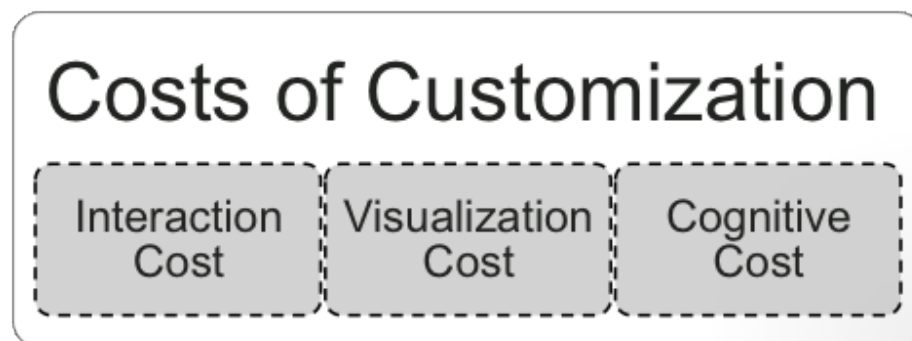 Costs of Customization
Interaction
Cost
Visualization
Cost
Cognitive
Cost